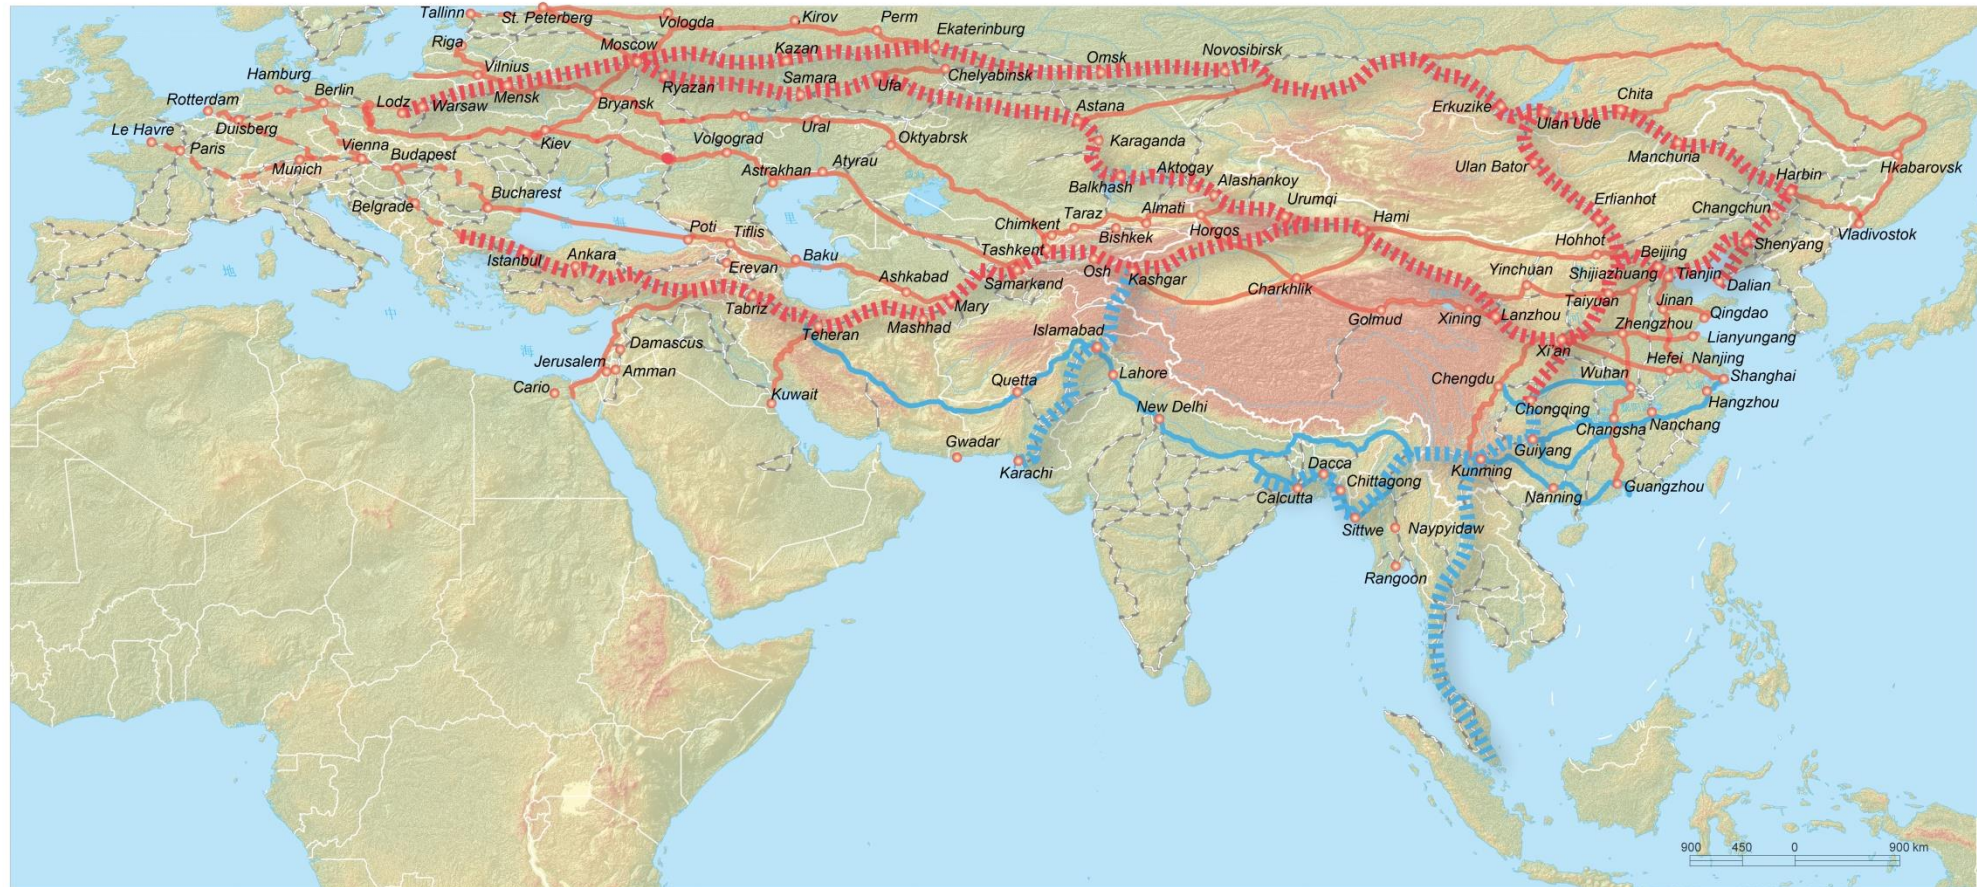 Tallinn
St. Peterberg
Vologda
Kirov
Perm
Riga
Moscow
Kazan
Ekaterinburg
Omsk
Novosibirsk
Vilnius
Hamburg
Berlin
Lodz
Warsaw
Mensk
Ryazan
Samara
Ufa
Chelyabinsk
Rotterdam
Duisberg
Bryansk
Astana
Erkuzike
Ulan Ude
Chita
Le Havre
Paris
Vienna
Budapest
Kiev
Volgograd
Ural
Oktyabrsk
Karaganda
Ulan Bator
Manchuria
Hkabarovsk
Munich
Astrakhan
Atyrau
Balkhash
Aktogay
Alashankoy
Urumqi
Harbin
Bucharest
Belgrade
Erlianhot
Changchun
Poti
Tiflis
Chimkent
Taraz
Almati
Hami
里
海
Bishkek
Horgos
Tashkent
Hohhot
Beijing
Shenyang
Vladivostok
Istanbul
Ankara
Erevan
Baku
Ashkabad
Samarkand
Osh
Kashgar
Yinchuan
Shijiazhuang
Tianjin
Dalian
地
中
海
Tabriz
Mary
Charkhlik
Taiyuan
Jinan
Teheran
Mashhad
Islamabad
Golmud
Xining
Lanzhou
Zhengzhou
Qingdao
Lianyungang
Damascus
Jerusalem
Amman
Xi'an
Hefei
Nanjing
Cario
Kuwait
Quetta
Lahore
Chengdu
Wuhan
Shanghai
New Delhi
Chongqing
Hangzhou
Changsha
Nanchang
Gwadar
Karachi
Dacca
Guiyang
Calcutta
Chittagong
Kunming
Nanning
Guangzhou
Sittwe
Naypyidaw
Rangoon
900 450 0 900 km